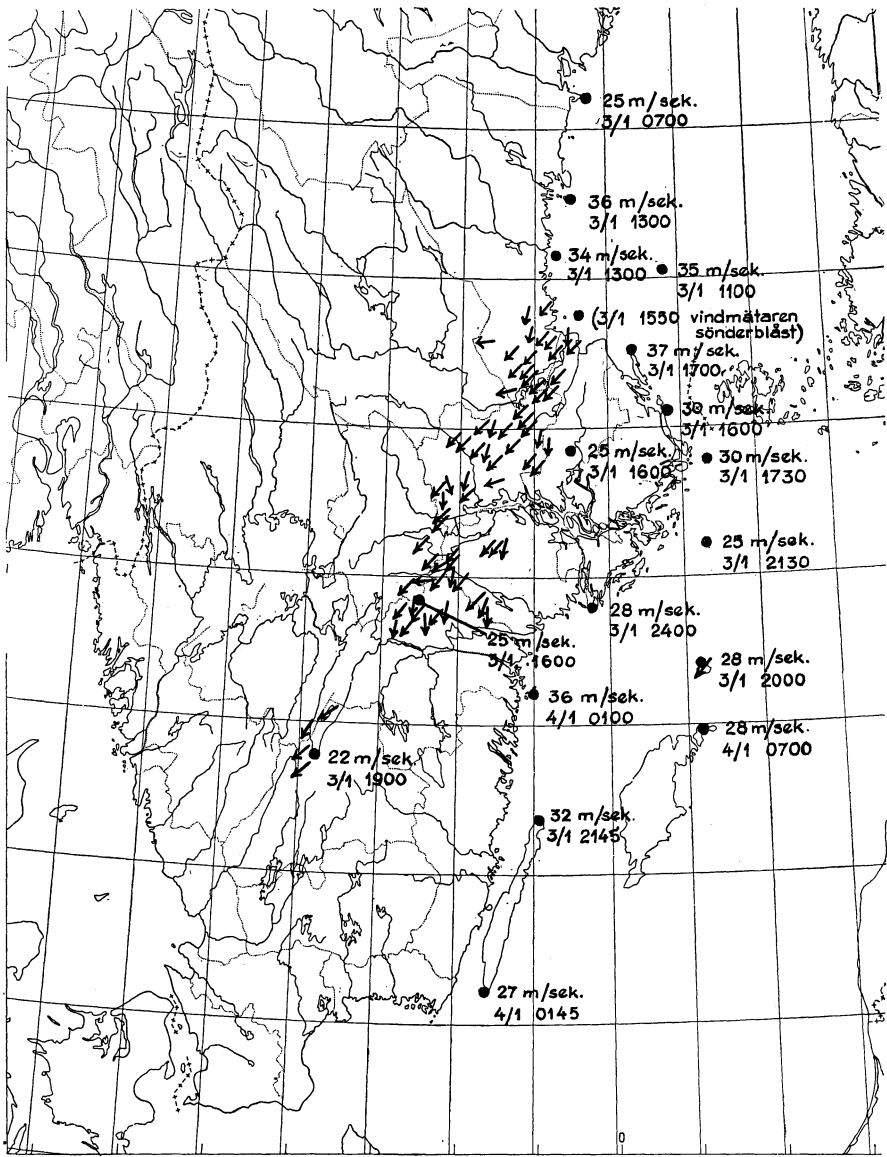 25 m/sek.
3/1 0700
36 m/sek.
3/1 1300
34 m/sek.
3/1 1300
35 m/sek.
3/1 1100
(3/1 1550 vindmätaren
sönderblåst)
37 m/sek.
3/1 1700
30 m/sek.
3/1 1600
25 m/sek.
3/1 1600
30 m/sek.
3/1 1730
25 m/sek.
3/1 2130
28 m/sek.
3/1 2400
25 m/sek.
3/1 1600
28 m/sek.
3/1 2000
36 m/sek.
4/1 0100
28 m/sek.
4/1 0700
22 m/sek.
3/1 1900
32 m/sek.
3/1 2145
27 m/sek.
4/1 0145
0